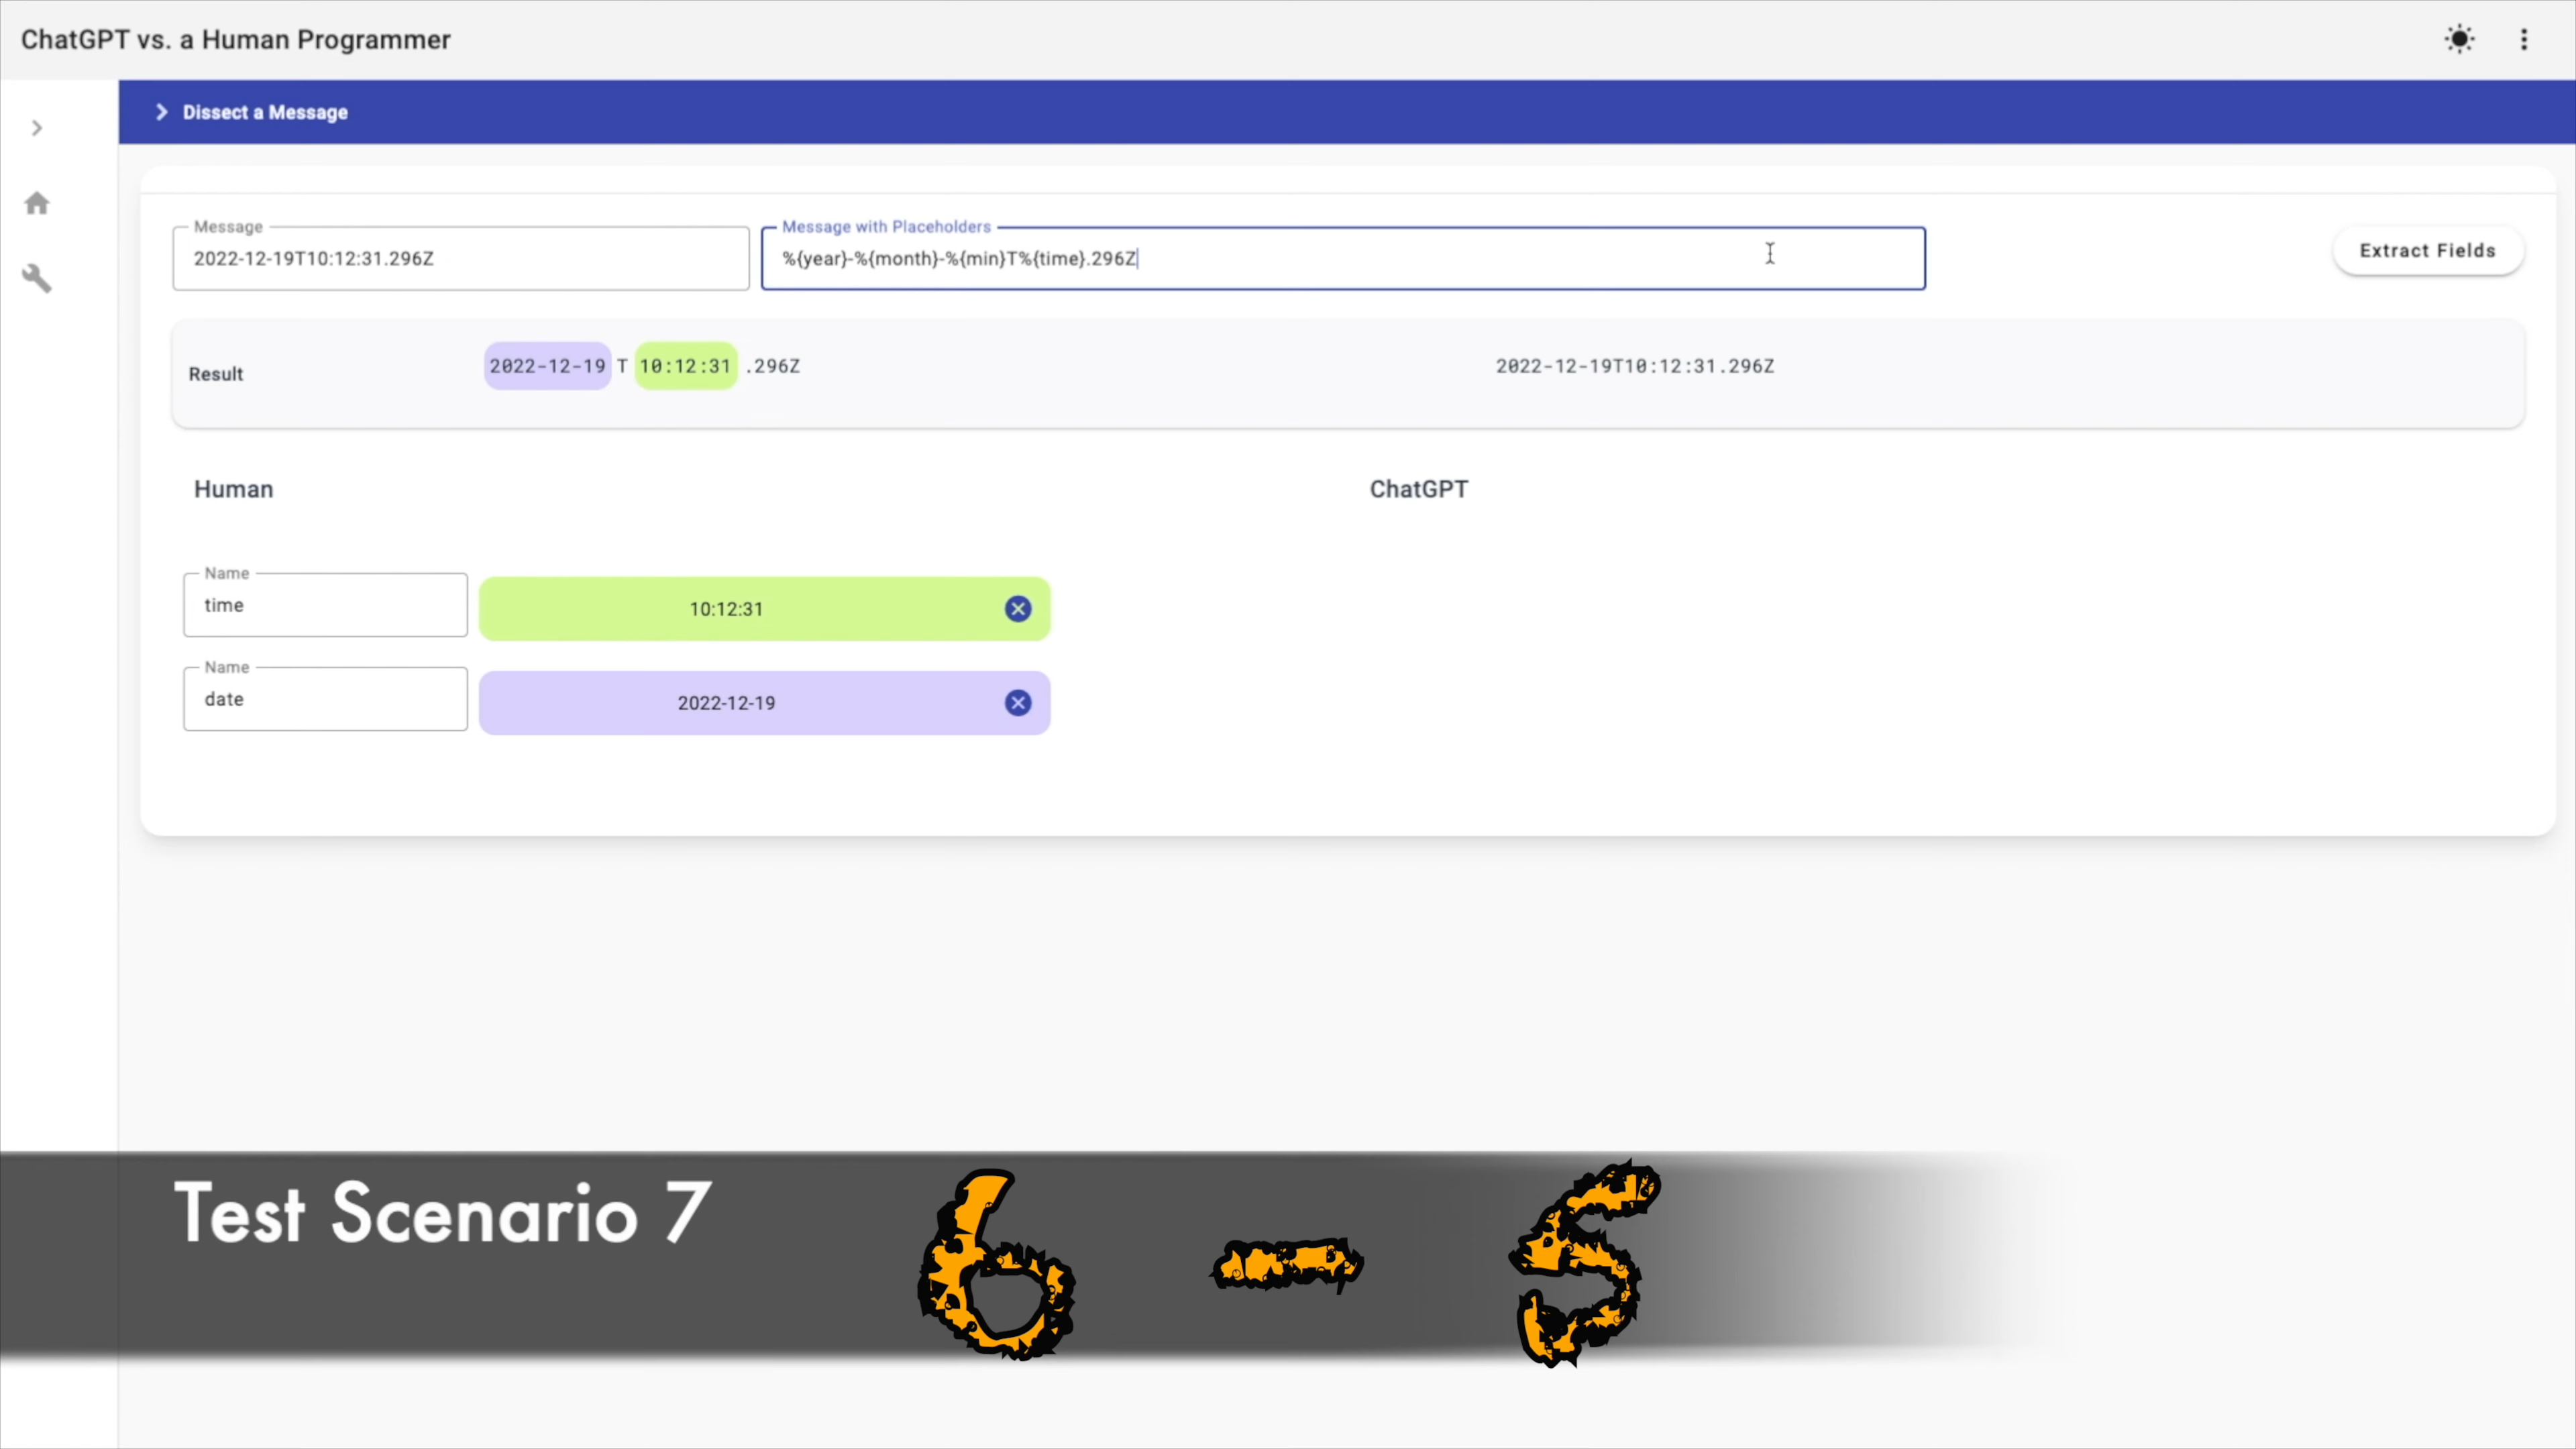 ChatGPT vs. a Human Programmer
Dissect a Message
Message
2022-12-19T10:12:31.296Z
Message with Placeholders
%{year}-%{month}-%{min}T%{time}.296Z
Extract Fields
Result
2022-12-19 T 10:12:31 .296Z
2022-12-19T10:12:31.296Z
Human
ChatGPT
Name
time
10:12:31
Name
date
2022-12-19
Test Scenario 7
6 - 5